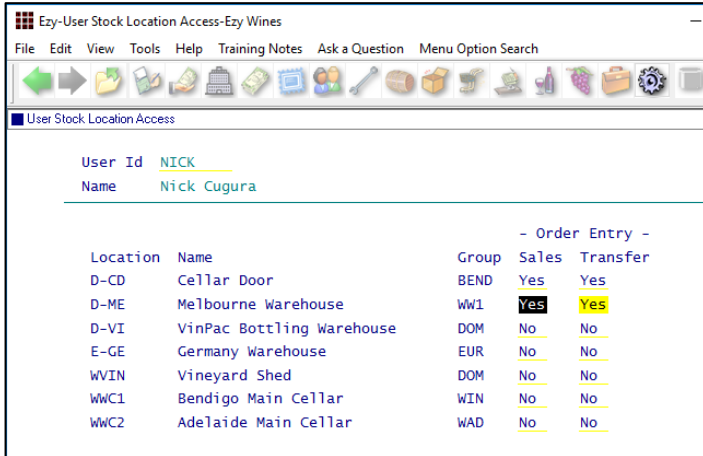 Ezy-User Stock Location Access-Ezy Wines
File Edit View Tools Help Training Notes Ask a Question Menu Option Search
User Stock Location Access
User Id NICK
Name Nick Cugura
- Order Entry -
Location Name Group Sales Transfer
D-CD Cellar Door BEND Yes Yes
D-ME Melbourne Warehouse WW1 Yes Yes
D-VI VinPac Bottling Warehouse DOM No No
E-GE Germany Warehouse EUR No No
WVIN Vineyard Shed DOM No No
WWC1 Bendigo Main Cellar WIN No No
WWC2 Adelaide Main Cellar WAD No No